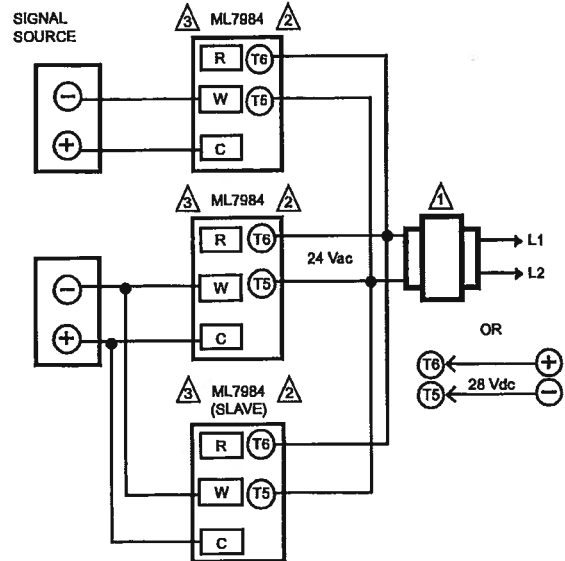 SIGNAL
SOURCE
3 ML7984 2
R T6
W T5
C
−
+
3 ML7984 2
R T6
W T5
C
−
+
24 Vac
1
L1
L2
OR
T6 +
T5 28 Vdc −
3 ML7984 2
(SLAVE)
R T6
W T5
C